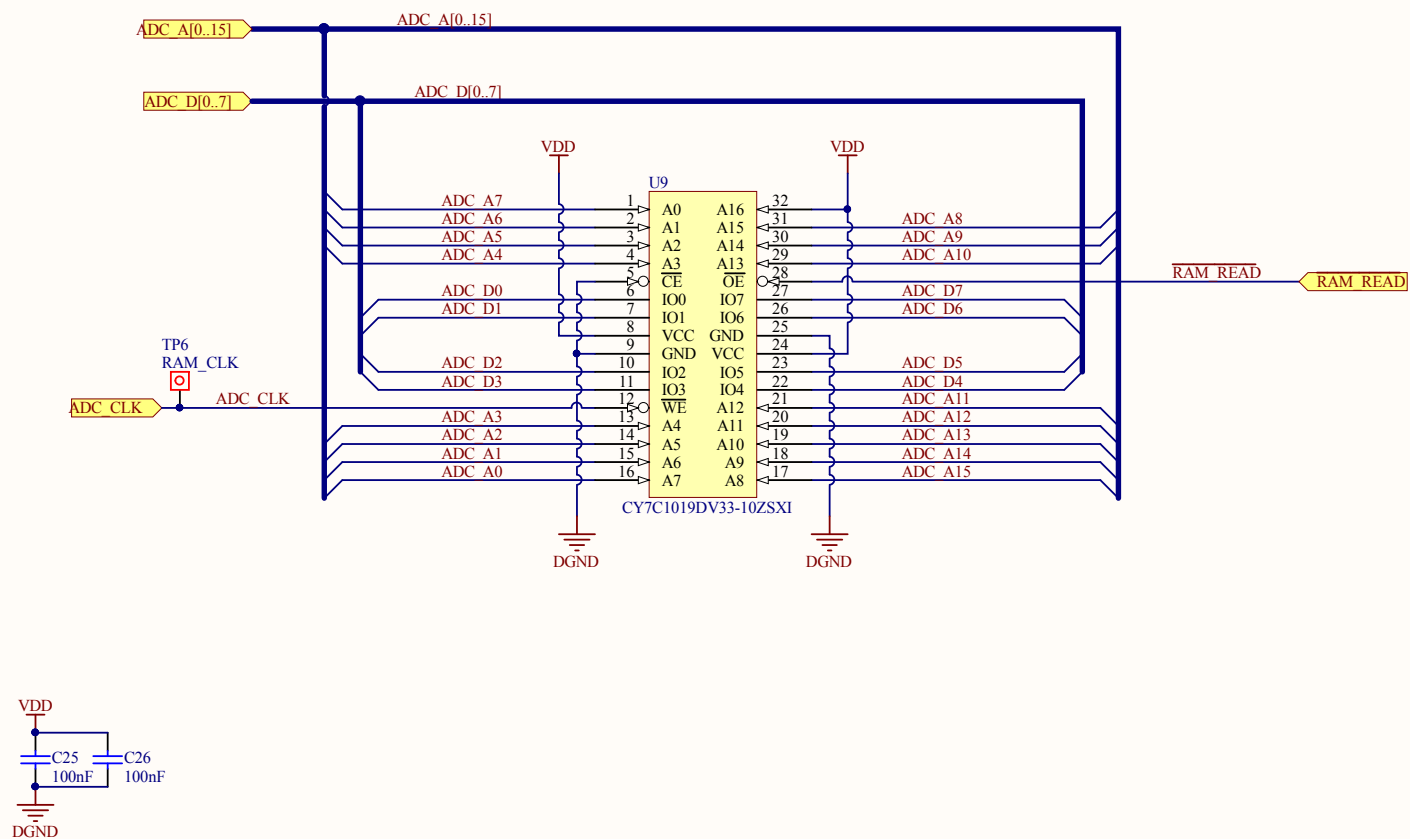 ADC_A[0..15]
ADC_A[0..15]
ADC_D[0..7]
ADC_D[0..7]
VDD
VDD
U9
ADC_A7 1 A0 A16 32
ADC_A6 2 A1 A15 31 ADC_A8
ADC_A5 3 A2 A14 30 ADC_A9
ADC_A4 4 A3 A13 29 ADC_A10
5 CE OE 28 RAM_READ RAM_READ
ADC_D0 6 IO0 IO7 27 ADC_D7
ADC_D1 7 IO1 IO6 26 ADC_D6
8 VCC GND 25
9 GND VCC 24
ADC_D2 10 IO2 IO5 23 ADC_D5
ADC_D3 11 IO3 IO4 22 ADC_D4
TP6
RAM_CLK
ADC_CLK ADC_CLK 12 WE A12 21 ADC_A11
ADC_A3 13 A4 A11 20 ADC_A12
ADC_A2 14 A5 A10 19 ADC_A13
ADC_A1 15 A6 A9 18 ADC_A14
ADC_A0 16 A7 A8 17 ADC_A15
CY7C1019DV33-10ZSXI
DGND
DGND
VDD
C25
100nF
C26
100nF
DGND